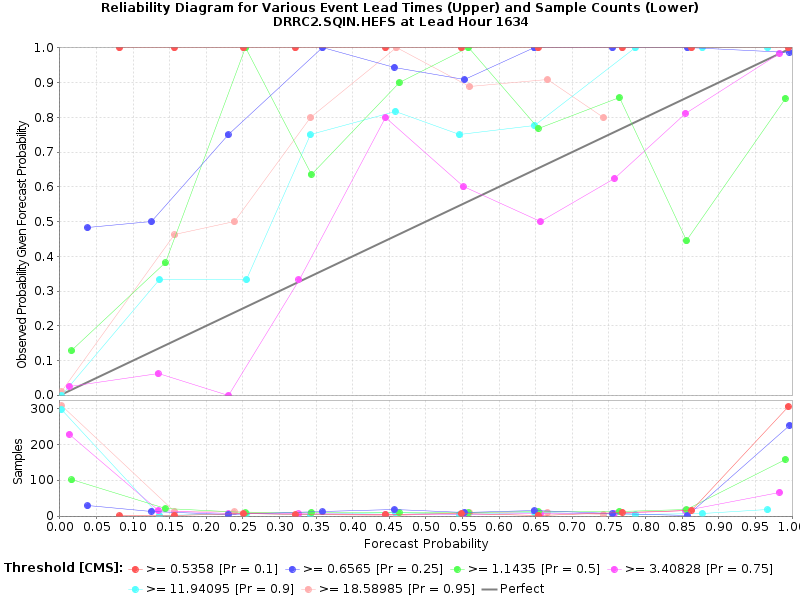 Reliability Diagram for Various Event Lead Times (Upper) and Sample Counts (Lower)
DRRC2.SQIN.HEFS at Lead Hour 1634
Observed Probability Given Forecast Probability
1.0
0.9
0.8
0.7
0.6
0.5
0.4
0.3
0.2
0.1
0.0
Samples
300
200
100
0
0.00 0.05 0.10 0.15 0.20 0.25 0.30 0.35 0.40 0.45 0.50 0.55 0.60 0.65 0.70 0.75 0.80 0.85 0.90 0.95 1.0
Forecast Probability
Threshold [CMS]: >= 0.5358 [Pr = 0.1] >= 0.6565 [Pr = 0.25] >= 1.1435 [Pr = 0.5] >= 3.40828 [Pr = 0.75]
>= 11.94095 [Pr = 0.9] >= 18.58985 [Pr = 0.95] Perfect